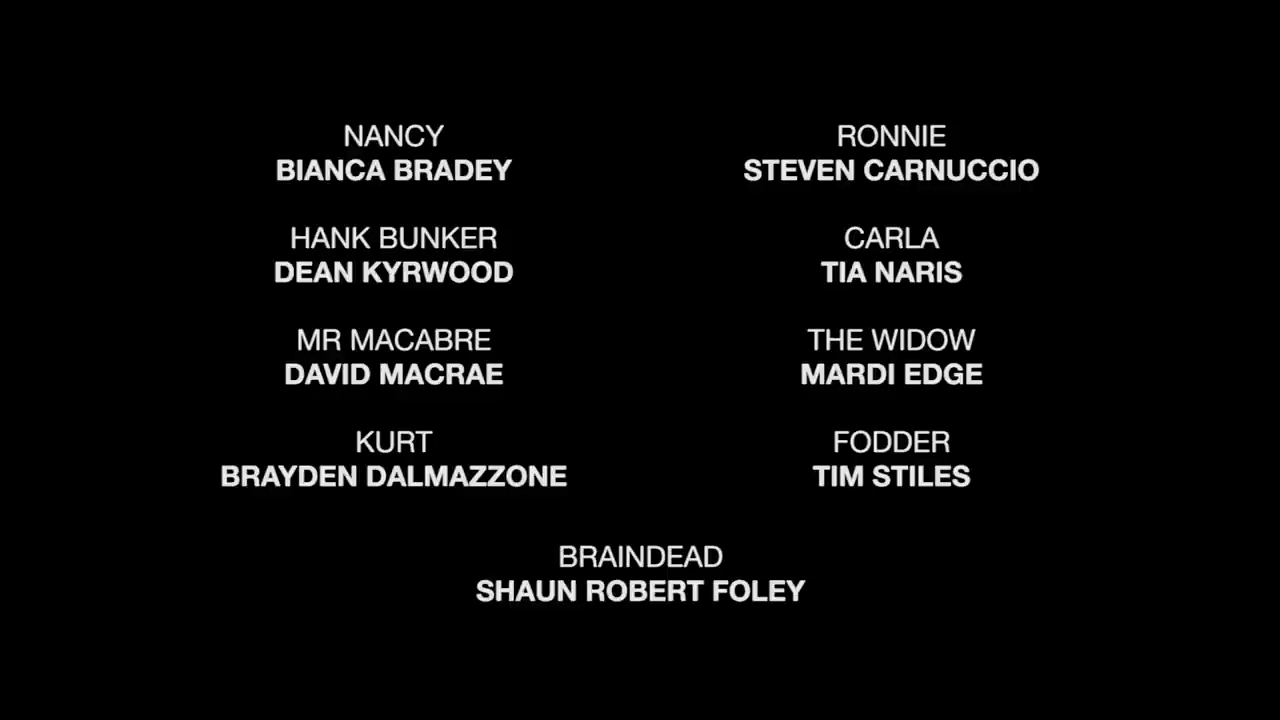 NANCY
BIANCA BRADEY
RONNIE
STEVEN CARNUCCIO
HANK BUNKER
DEAN KYRWOOD
CARLA
TIA NARIS
MR MACABRE
DAVID MACRAE
THE WIDOW
MARDI EDGE
KURT
BRAYDEN DALMAZZONE
FODDER
TIM STILES
BRAINDEAD
SHAUN ROBERT FOLEY